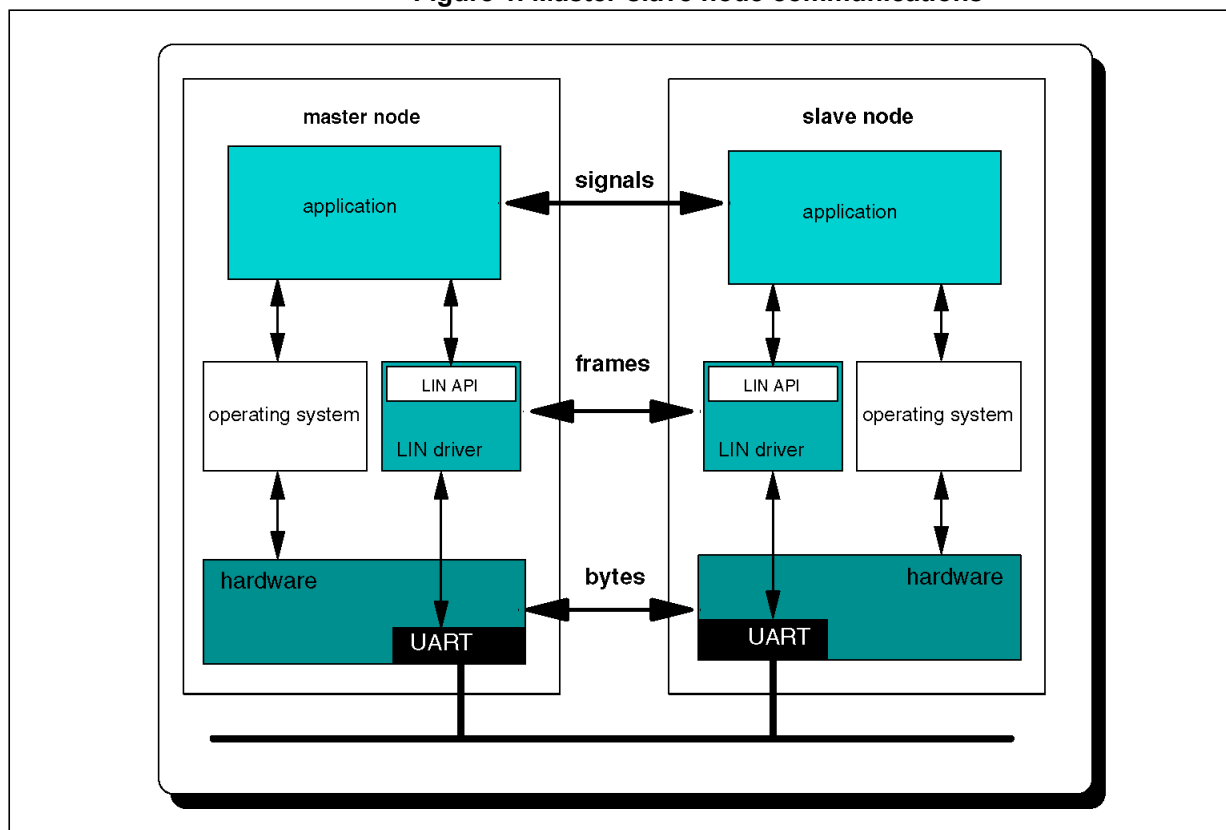 master node
slave node
application
signals
application
operating system
LIN API
LIN driver
frames
LIN API
LIN driver
operating system
hardware
UART
bytes
hardware
UART